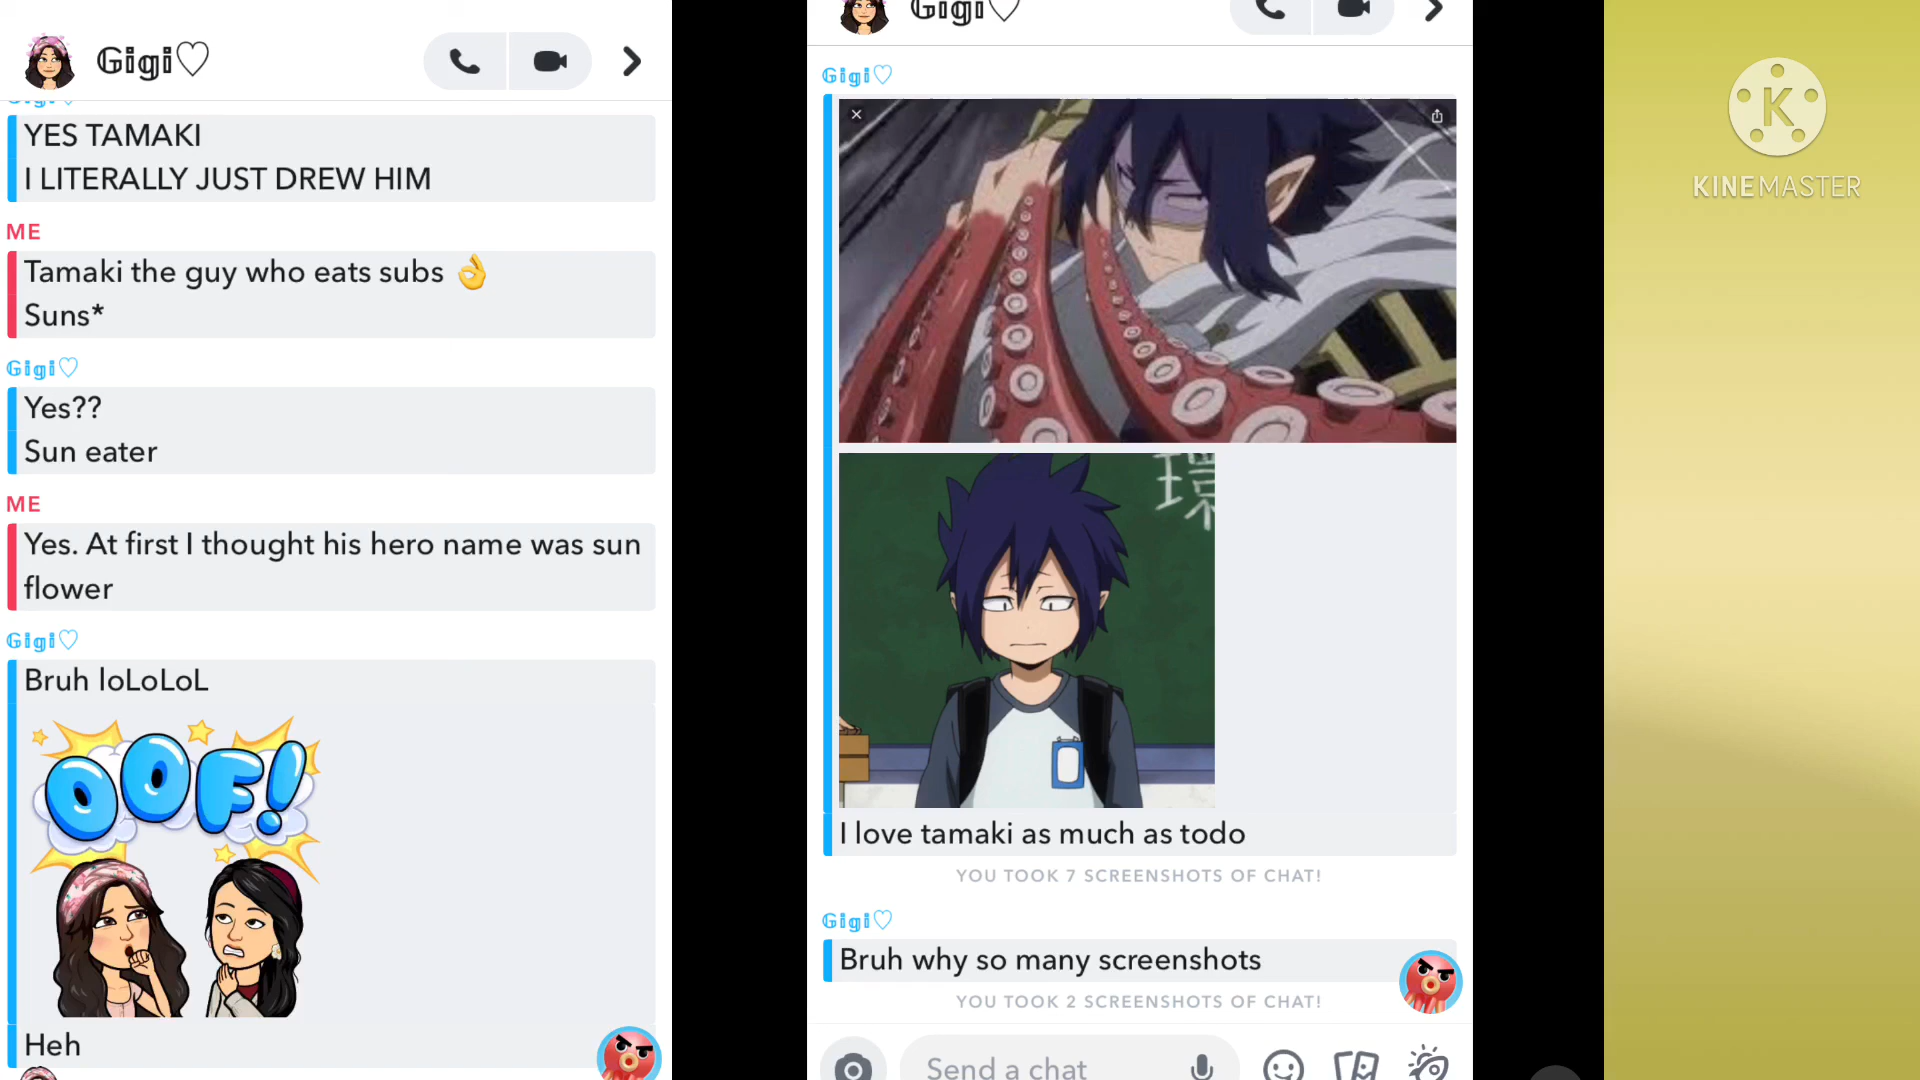 𝔾𝕚𝕘𝕚♡
YES TAMAKI
I LITERALLY JUST DREW HIM
ME
Tamaki the guy who eats subs 👌
Suns*
𝔾𝕚𝕘𝕚♡
Yes??
Sun eater
ME
Yes. At first I thought his hero name was sun
flower
𝔾𝕚𝕘𝕚♡
Bruh loLoLoL
OOF!
Heh
𝔾𝕚𝕘𝕚♡
𝔾𝕚𝕘𝕚♡
環
I love tamaki as much as todo
YOU TOOK 7 SCREENSHOTS OF CHAT!
𝔾𝕚𝕘𝕚♡
Bruh why so many screenshots
YOU TOOK 2 SCREENSHOTS OF CHAT!
Send a chat
K
KINEMASTER